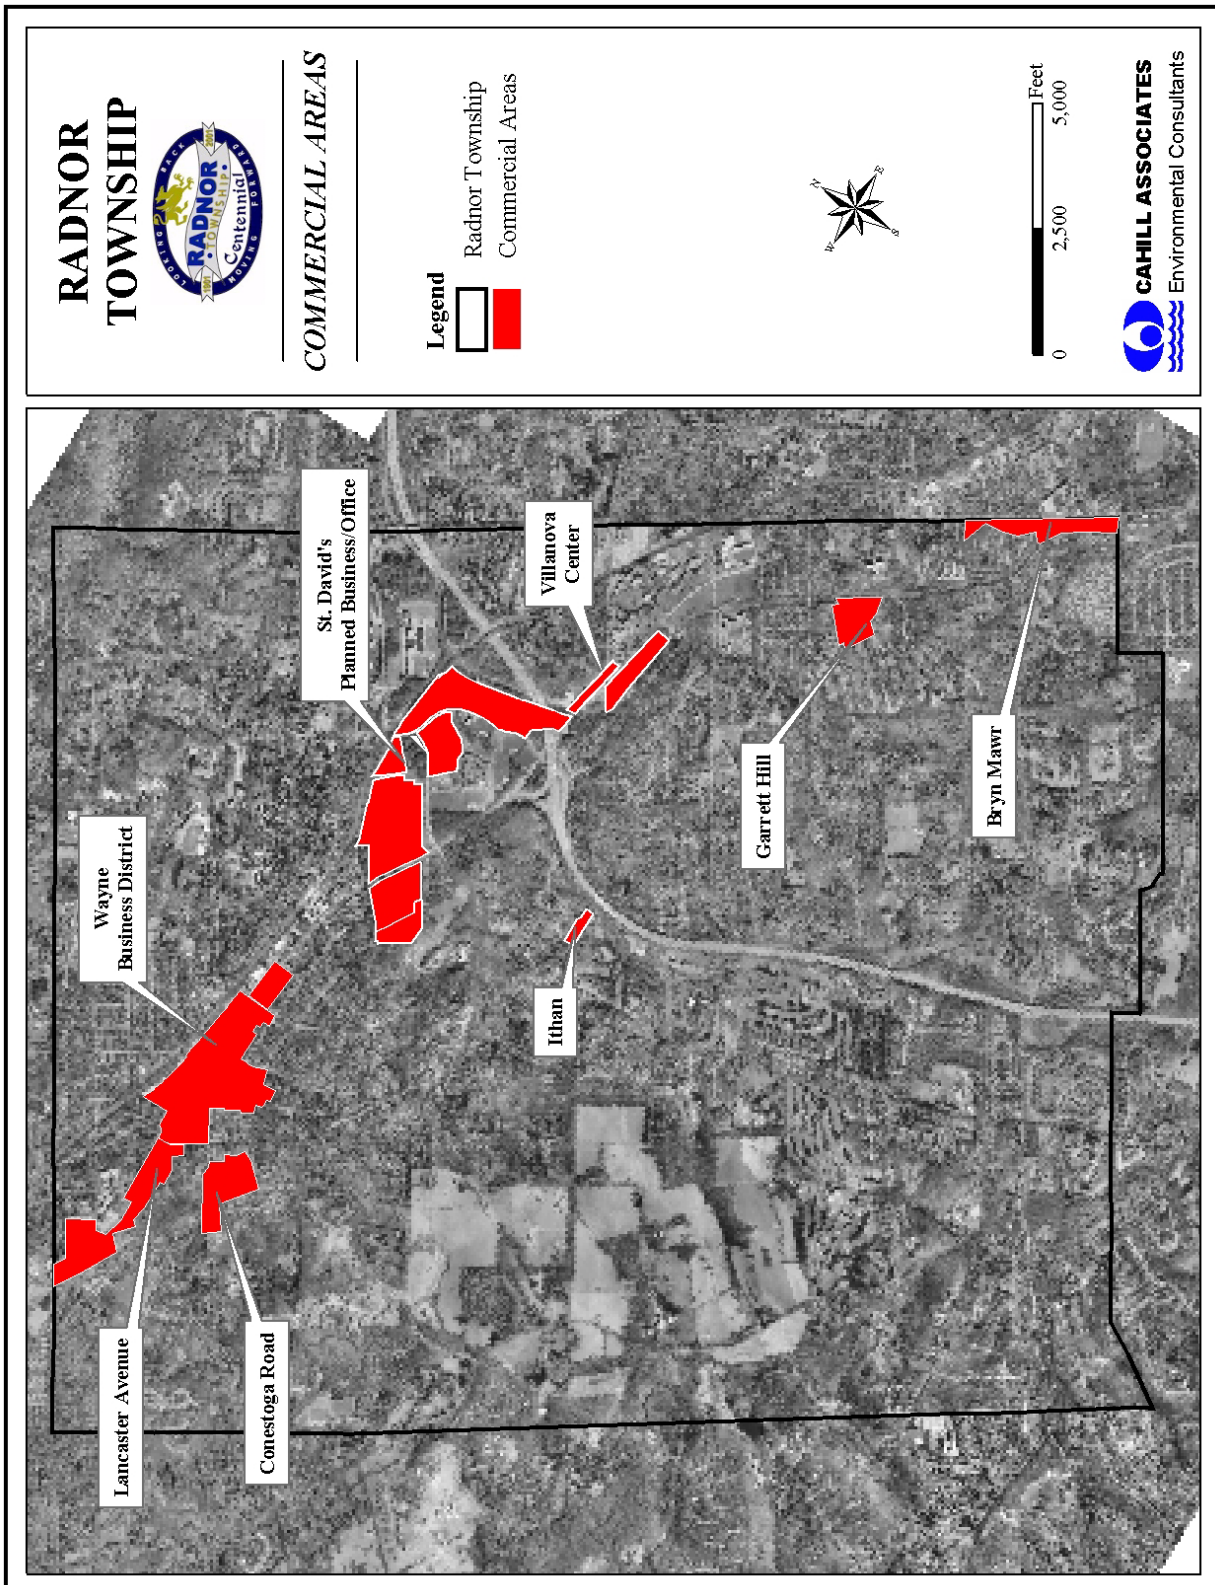 RADNOR
TOWNSHIP
LOOKING BACK
1901
RADNOR
2001
• TOWNSHIP •
Centennial
MOVING FORWARD
COMMERCIAL AREAS
Legend
Radnor Township
Commercial Areas
N
E
S
W
Feet
0
2,500
5,000
CAHILL ASSOCIATES
Environmental Consultants
Lancaster Avenue
Conestoga Road
Wayne
Business District
St. David's
Planned Business/Office
Ithan
Villanova
Center
Garrett Hill
Bryn Mawr